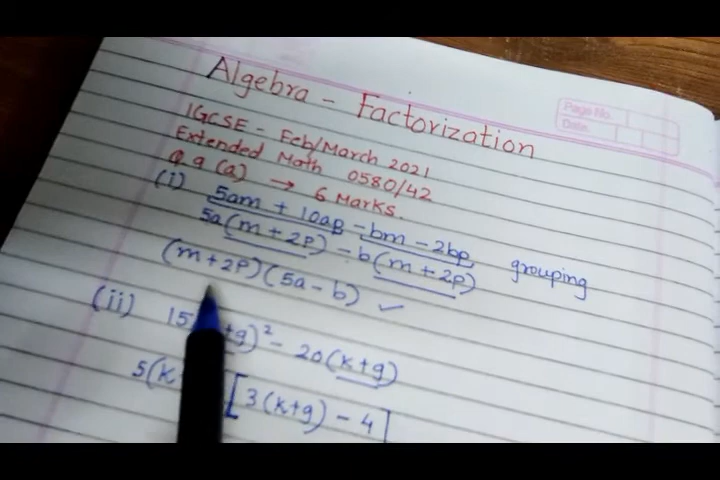 Algebra - Factorization
Page No.
Date.
IGCSE - Feb/March 2021
Extended Math 0580/42
Q.9 (a) → 6 Marks.
(i) 5am + 10ap - bm - 2bp
5a(m + 2p) - b(m + 2p) grouping
(m + 2p)(5a - b) ✓
(ii) 15 +g)² - 20(k+g)
5(k [3(k+g) - 4]